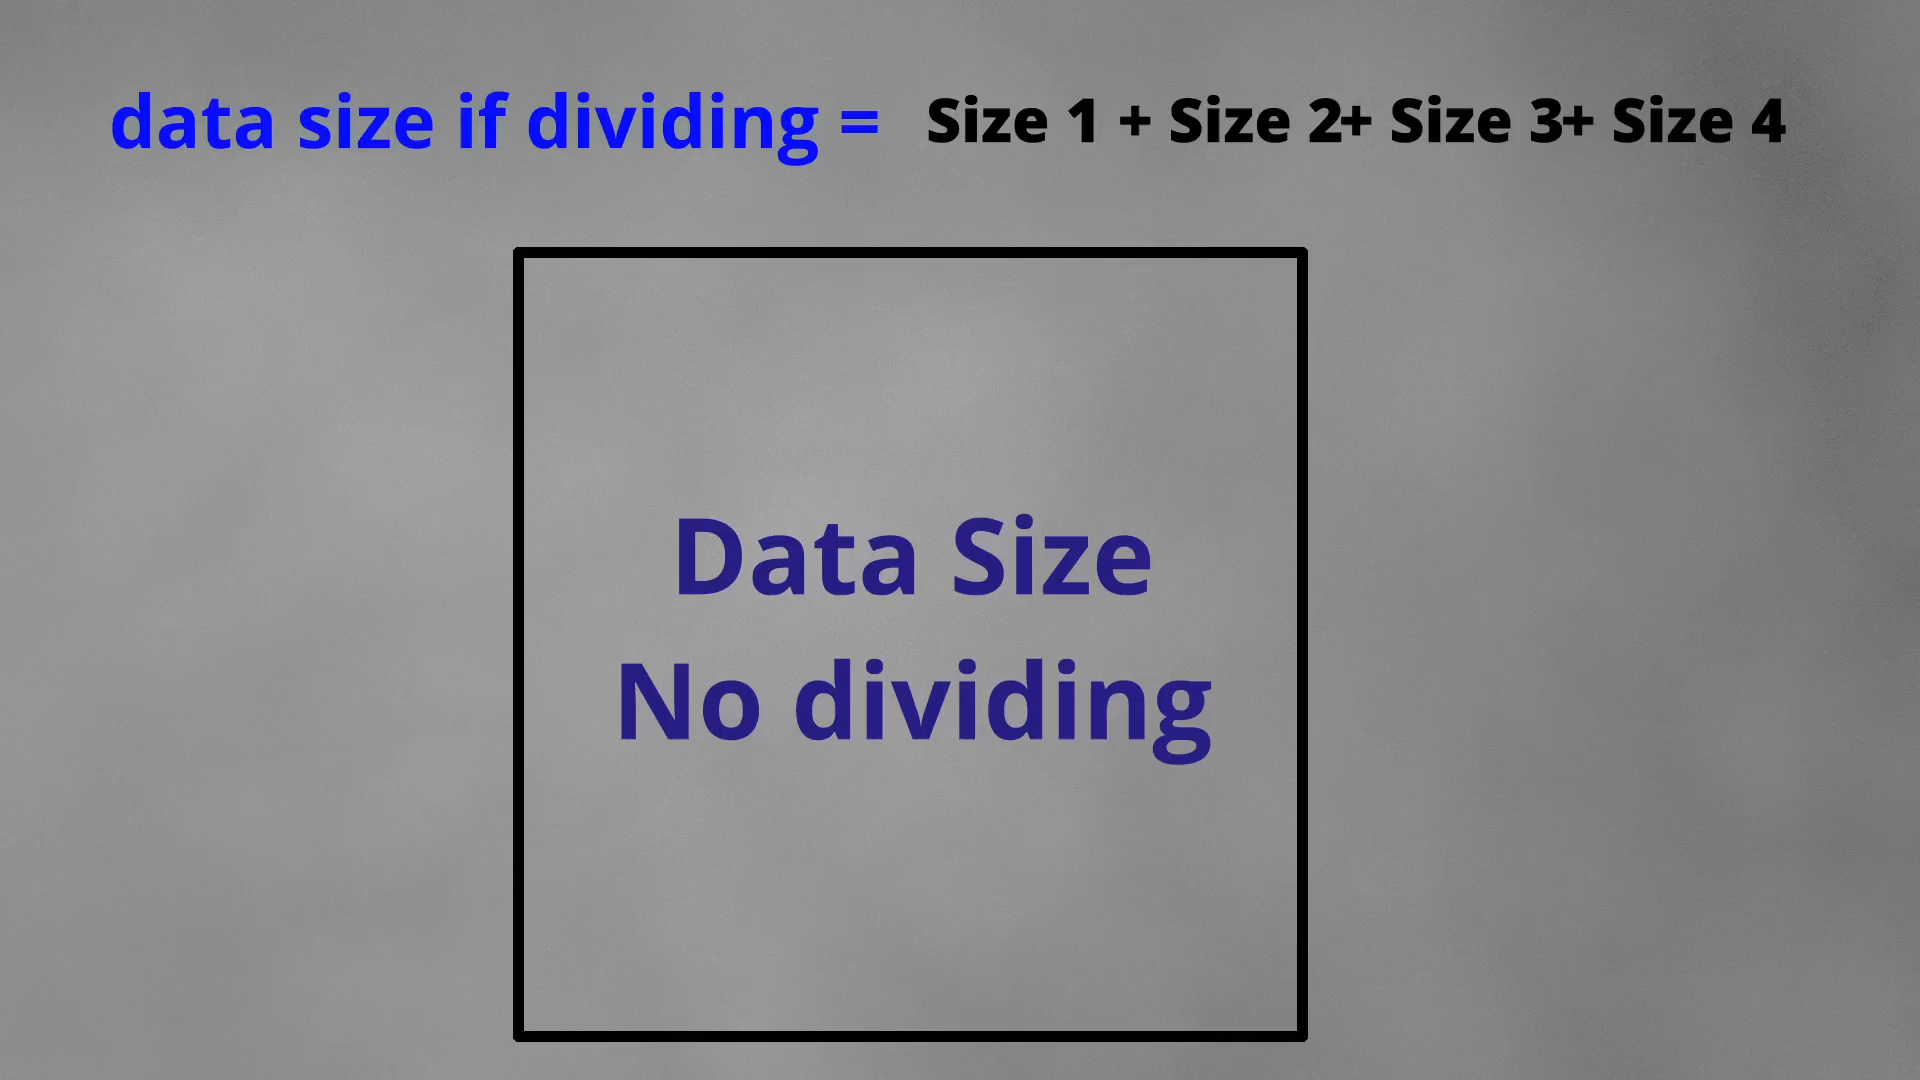 data size if dividing = Size 1 + Size 2+ Size 3+ Size 4
Data Size
No dividing